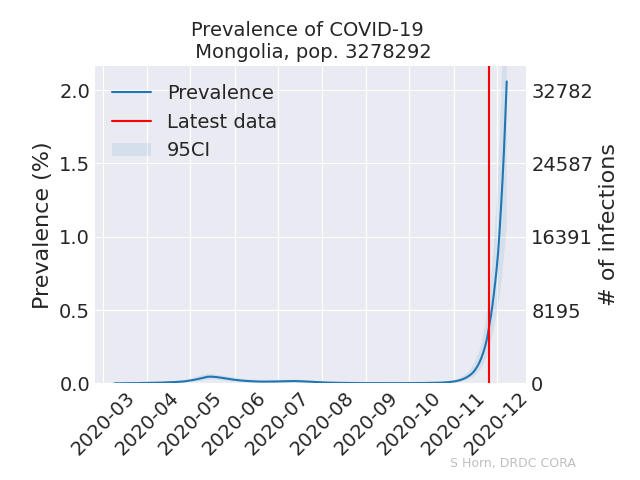 Prevalence of COVID-19
Mongolia, pop. 3278292
Prevalence
Latest data
95CI
Prevalence (%)
2.0
1.5
1.0
0.5
0.0
32782
24587
16391
8195
0
# of infections
2020-03
2020-04
2020-05
2020-06
2020-07
2020-08
2020-09
2020-10
2020-11
2020-12
S Horn, DRDC CORA